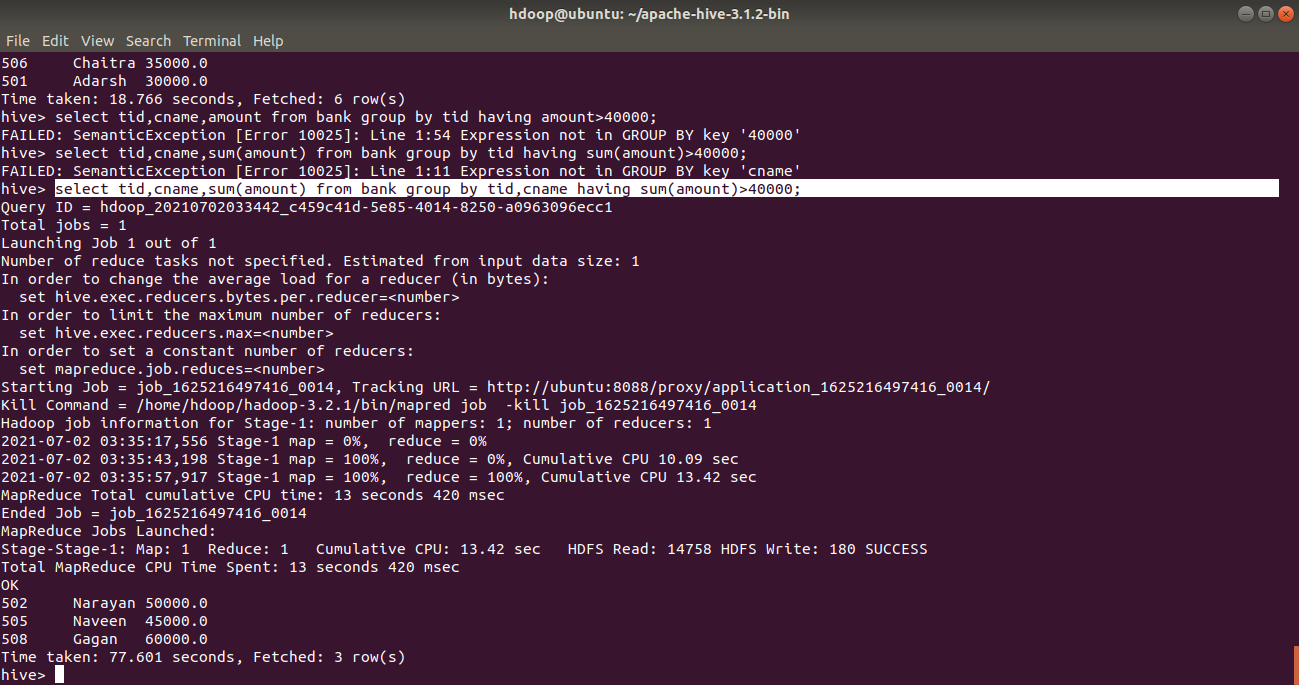 hdoop@ubuntu: ~/apache-hive-3.1.2-bin
File Edit View Search Terminal Help
506     Chaitra 35000.0
501     Adarsh  30000.0
Time taken: 18.766 seconds, Fetched: 6 row(s)
hive> select tid,cname,amount from bank group by tid having amount>40000;
FAILED: SemanticException [Error 10025]: Line 1:54 Expression not in GROUP BY key '40000'
hive> select tid,cname,sum(amount) from bank group by tid having sum(amount)>40000;
FAILED: SemanticException [Error 10025]: Line 1:11 Expression not in GROUP BY key 'cname'
hive> select tid,cname,sum(amount) from bank group by tid,cname having sum(amount)>40000;
Query ID = hdoop_20210702033442_c459c41d-5e85-4014-8250-a0963096ecc1
Total jobs = 1
Launching Job 1 out of 1
Number of reduce tasks not specified. Estimated from input data size: 1
In order to change the average load for a reducer (in bytes):
  set hive.exec.reducers.bytes.per.reducer=<number>
In order to limit the maximum number of reducers:
  set hive.exec.reducers.max=<number>
In order to set a constant number of reducers:
  set mapreduce.job.reduces=<number>
Starting Job = job_1625216497416_0014, Tracking URL = http://ubuntu:8088/proxy/application_1625216497416_0014/
Kill Command = /home/hdoop/hadoop-3.2.1/bin/mapred job  -kill job_1625216497416_0014
Hadoop job information for Stage-1: number of mappers: 1; number of reducers: 1
2021-07-02 03:35:17,556 Stage-1 map = 0%,  reduce = 0%
2021-07-02 03:35:43,198 Stage-1 map = 100%,  reduce = 0%, Cumulative CPU 10.09 sec
2021-07-02 03:35:57,917 Stage-1 map = 100%,  reduce = 100%, Cumulative CPU 13.42 sec
MapReduce Total cumulative CPU time: 13 seconds 420 msec
Ended Job = job_1625216497416_0014
MapReduce Jobs Launched:
Stage-Stage-1: Map: 1  Reduce: 1   Cumulative CPU: 13.42 sec   HDFS Read: 14758 HDFS Write: 180 SUCCESS
Total MapReduce CPU Time Spent: 13 seconds 420 msec
OK
502     Narayan 50000.0
505     Naveen  45000.0
508     Gagan   60000.0
Time taken: 77.601 seconds, Fetched: 3 row(s)
hive>